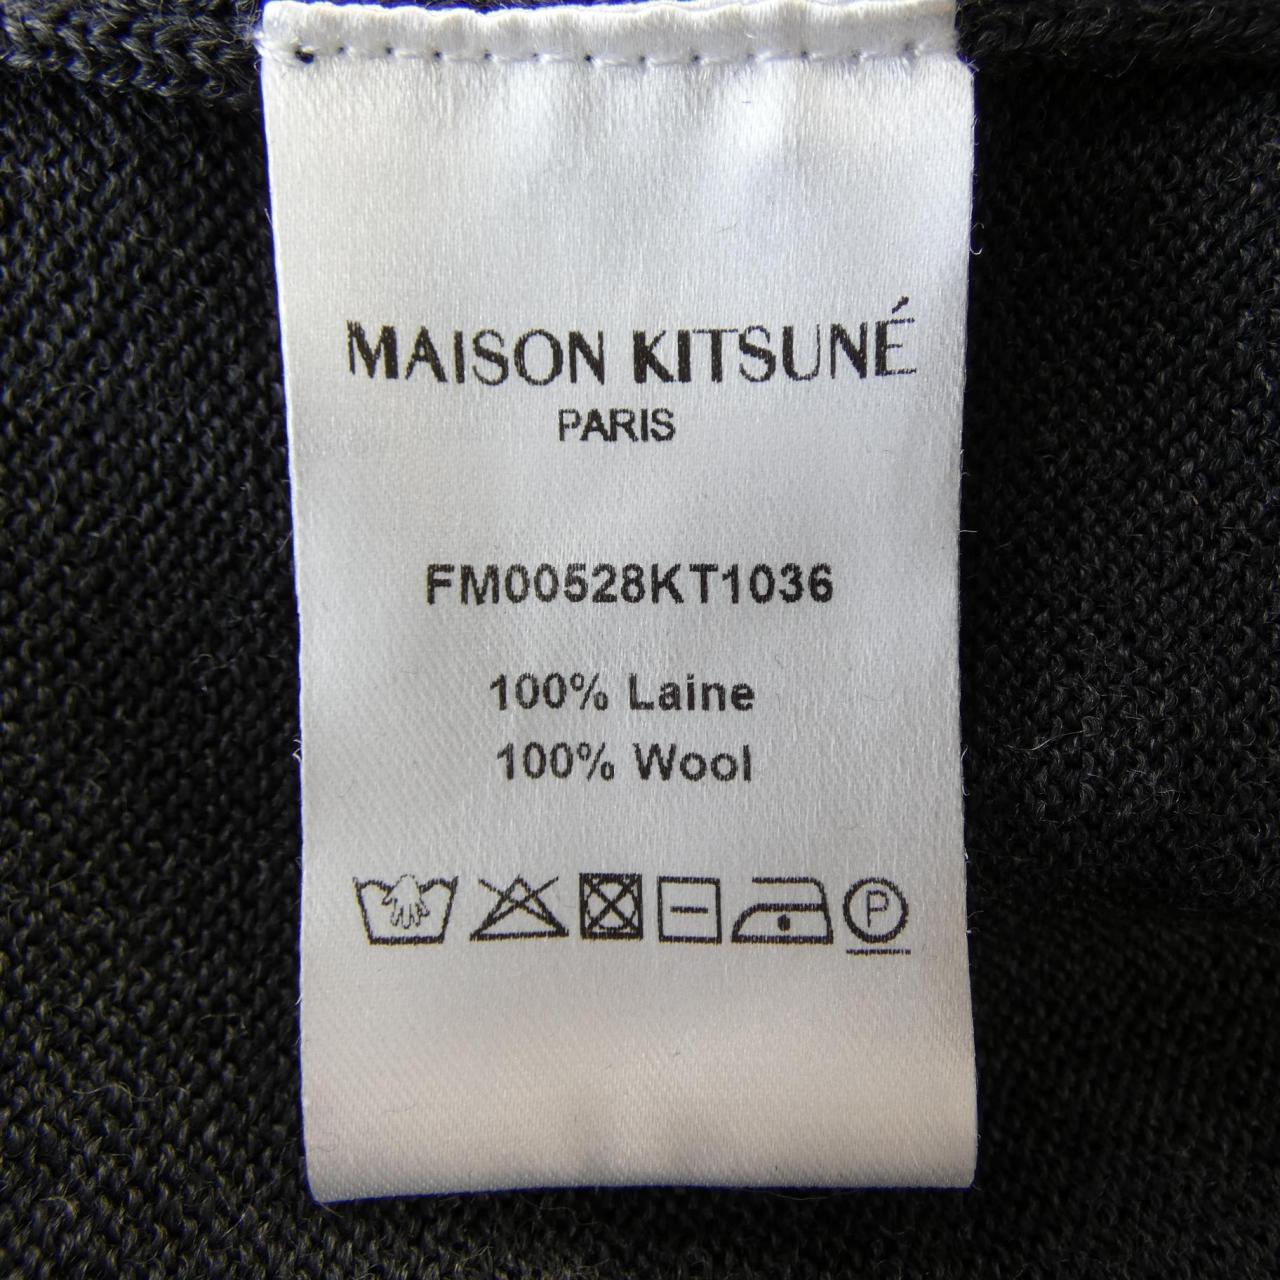 MAISON KITSUNÉ
PARIS
FM00528KT1036
100% Laine
100% Wool
P